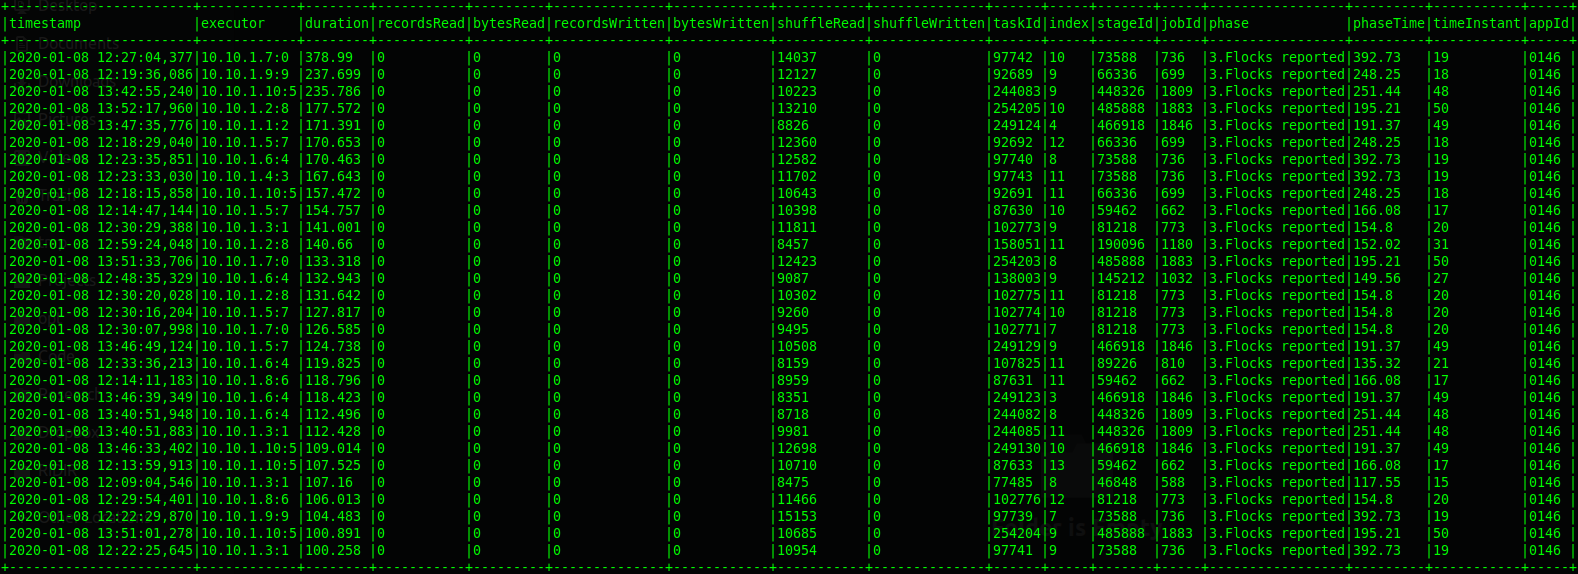 |timestamp |executor |duration|recordsRead|bytesRead|recordsWritten|bytesWritten|shuffleRead|shuffleWritten|taskId|index|stageId|jobId|phase |phaseTime|timeInstant|appId|
|2020-01-08 12:27:04,377|10.10.1.7:0 |378.99 |0 |0 |0 |0 |14037 |0 |97742 |10 |73588 |736 |3.Flocks reported|392.73 |19 |0146 |
|2020-01-08 12:19:36,086|10.10.1.9:9 |237.699 |0 |0 |0 |0 |12127 |0 |92689 |9 |66336 |699 |3.Flocks reported|248.25 |18 |0146 |
|2020-01-08 13:42:55,240|10.10.1.10:5|235.786 |0 |0 |0 |0 |10223 |0 |244083|9 |448326 |1809 |3.Flocks reported|251.44 |48 |0146 |
|2020-01-08 13:52:17,960|10.10.1.2:8 |177.572 |0 |0 |0 |0 |13210 |0 |254205|10 |485888 |1883 |3.Flocks reported|195.21 |50 |0146 |
|2020-01-08 13:47:35,776|10.10.1.1:2 |171.391 |0 |0 |0 |0 |8826 |0 |249124|4 |466918 |1846 |3.Flocks reported|191.37 |49 |0146 |
|2020-01-08 12:18:29,040|10.10.1.5:7 |170.653 |0 |0 |0 |0 |12360 |0 |92692 |12 |66336 |699 |3.Flocks reported|248.25 |18 |0146 |
|2020-01-08 12:23:35,851|10.10.1.6:4 |170.463 |0 |0 |0 |0 |12582 |0 |97740 |8 |73588 |736 |3.Flocks reported|392.73 |19 |0146 |
|2020-01-08 12:23:33,030|10.10.1.4:3 |167.643 |0 |0 |0 |0 |11702 |0 |97743 |11 |73588 |736 |3.Flocks reported|392.73 |19 |0146 |
|2020-01-08 12:18:15,858|10.10.1.10:5|157.472 |0 |0 |0 |0 |10643 |0 |92691 |11 |66336 |699 |3.Flocks reported|248.25 |18 |0146 |
|2020-01-08 12:14:47,144|10.10.1.5:7 |154.757 |0 |0 |0 |0 |10398 |0 |87630 |10 |59462 |662 |3.Flocks reported|166.08 |17 |0146 |
|2020-01-08 12:30:29,388|10.10.1.3:1 |141.001 |0 |0 |0 |0 |11811 |0 |102773|9 |81218 |773 |3.Flocks reported|154.8 |20 |0146 |
|2020-01-08 12:59:24,048|10.10.1.2:8 |140.66 |0 |0 |0 |0 |8457 |0 |158051|11 |190096 |1180 |3.Flocks reported|152.02 |31 |0146 |
|2020-01-08 13:51:33,706|10.10.1.7:0 |133.318 |0 |0 |0 |0 |12423 |0 |254203|8 |485888 |1883 |3.Flocks reported|195.21 |50 |0146 |
|2020-01-08 12:48:35,329|10.10.1.6:4 |132.943 |0 |0 |0 |0 |9087 |0 |138003|9 |145212 |1032 |3.Flocks reported|149.56 |27 |0146 |
|2020-01-08 12:30:20,028|10.10.1.2:8 |131.642 |0 |0 |0 |0 |10302 |0 |102775|11 |81218 |773 |3.Flocks reported|154.8 |20 |0146 |
|2020-01-08 12:30:16,204|10.10.1.5:7 |127.817 |0 |0 |0 |0 |9260 |0 |102774|10 |81218 |773 |3.Flocks reported|154.8 |20 |0146 |
|2020-01-08 12:30:07,998|10.10.1.7:0 |126.585 |0 |0 |0 |0 |9495 |0 |102771|7 |81218 |773 |3.Flocks reported|154.8 |20 |0146 |
|2020-01-08 13:46:49,124|10.10.1.5:7 |124.738 |0 |0 |0 |0 |10508 |0 |249129|9 |466918 |1846 |3.Flocks reported|191.37 |49 |0146 |
|2020-01-08 12:33:36,213|10.10.1.6:4 |119.825 |0 |0 |0 |0 |8159 |0 |107825|11 |89226 |810 |3.Flocks reported|135.32 |21 |0146 |
|2020-01-08 12:14:11,183|10.10.1.8:6 |118.796 |0 |0 |0 |0 |8959 |0 |87631 |11 |59462 |662 |3.Flocks reported|166.08 |17 |0146 |
|2020-01-08 13:46:39,349|10.10.1.6:4 |118.423 |0 |0 |0 |0 |8351 |0 |249123|3 |466918 |1846 |3.Flocks reported|191.37 |49 |0146 |
|2020-01-08 13:40:51,948|10.10.1.6:4 |112.496 |0 |0 |0 |0 |8718 |0 |244082|8 |448326 |1809 |3.Flocks reported|251.44 |48 |0146 |
|2020-01-08 13:40:51,883|10.10.1.3:1 |112.428 |0 |0 |0 |0 |9981 |0 |244085|11 |448326 |1809 |3.Flocks reported|251.44 |48 |0146 |
|2020-01-08 13:46:33,402|10.10.1.10:5|109.014 |0 |0 |0 |0 |12698 |0 |249130|10 |466918 |1846 |3.Flocks reported|191.37 |49 |0146 |
|2020-01-08 12:13:59,913|10.10.1.10:5|107.525 |0 |0 |0 |0 |10710 |0 |87633 |13 |59462 |662 |3.Flocks reported|166.08 |17 |0146 |
|2020-01-08 12:09:04,546|10.10.1.3:1 |107.16 |0 |0 |0 |0 |8475 |0 |77485 |8 |46848 |588 |3.Flocks reported|117.55 |15 |0146 |
|2020-01-08 12:29:54,401|10.10.1.8:6 |106.013 |0 |0 |0 |0 |11466 |0 |102776|12 |81218 |773 |3.Flocks reported|154.8 |20 |0146 |
|2020-01-08 12:22:29,870|10.10.1.9:9 |104.483 |0 |0 |0 |0 |15153 |0 |97739 |7 |73588 |736 |3.Flocks reported|392.73 |19 |0146 |
|2020-01-08 13:51:01,278|10.10.1.10:5|100.891 |0 |0 |0 |0 |10685 |0 |254204|9 |485888 |1883 |3.Flocks reported|195.21 |50 |0146 |
|2020-01-08 12:22:25,645|10.10.1.3:1 |100.258 |0 |0 |0 |0 |10954 |0 |97741 |9 |73588 |736 |3.Flocks reported|392.73 |19 |0146 |